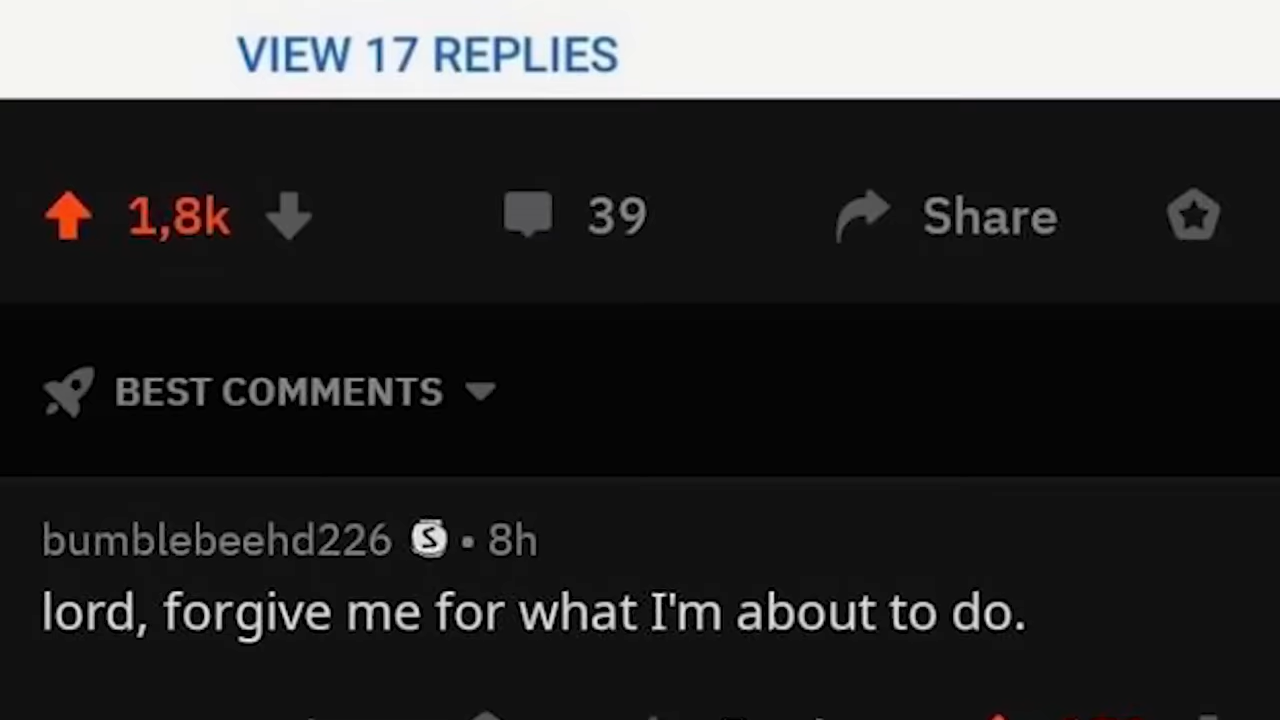 VIEW 17 REPLIES
1,8k 39 Share
BEST COMMENTS
bumblebeehd226 S • 8h
lord, forgive me for what I'm about to do.